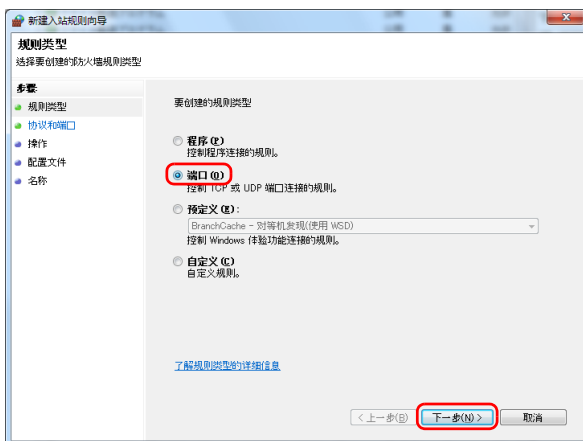 新建入站规则向导
规则类型
选择要创建的防火墙规则类型
步骤:
规则类型
协议和端口
操作
配置文件
名称
要创建的规则类型
程序(P)
控制程序连接的规则。
端口(O)
控制 TCP 或 UDP 端口连接的规则。
预定义(E):
BranchCache - 对等机发现(使用 WSD)
控制 Windows 体验功能连接的规则。
自定义(C)
自定义规则。
了解规则类型的详细信息
< 上一步(B)
下一步(N) >
取消